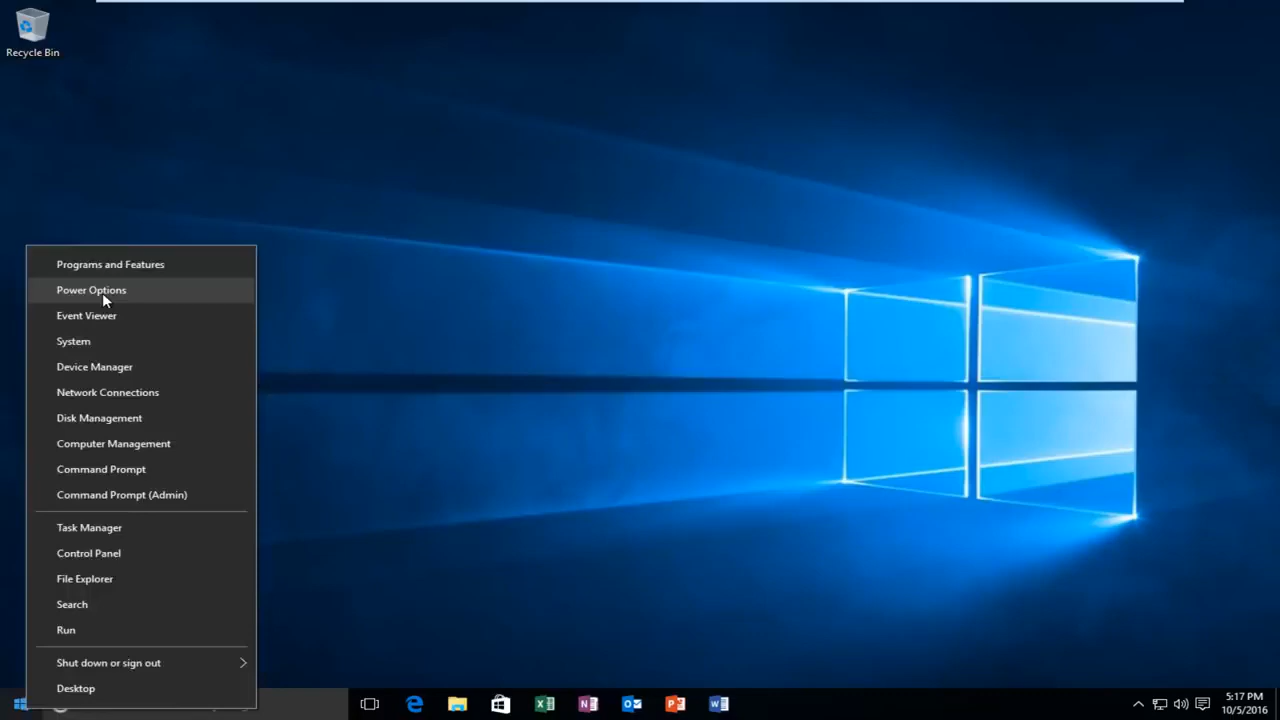 Recycle Bin
Programs and Features
Power Options
Event Viewer
System
Device Manager
Network Connections
Disk Management
Computer Management
Command Prompt
Command Prompt (Admin)
Task Manager
Control Panel
File Explorer
Search
Run
Shut down or sign out
Desktop
5:17 PM
10/5/2016